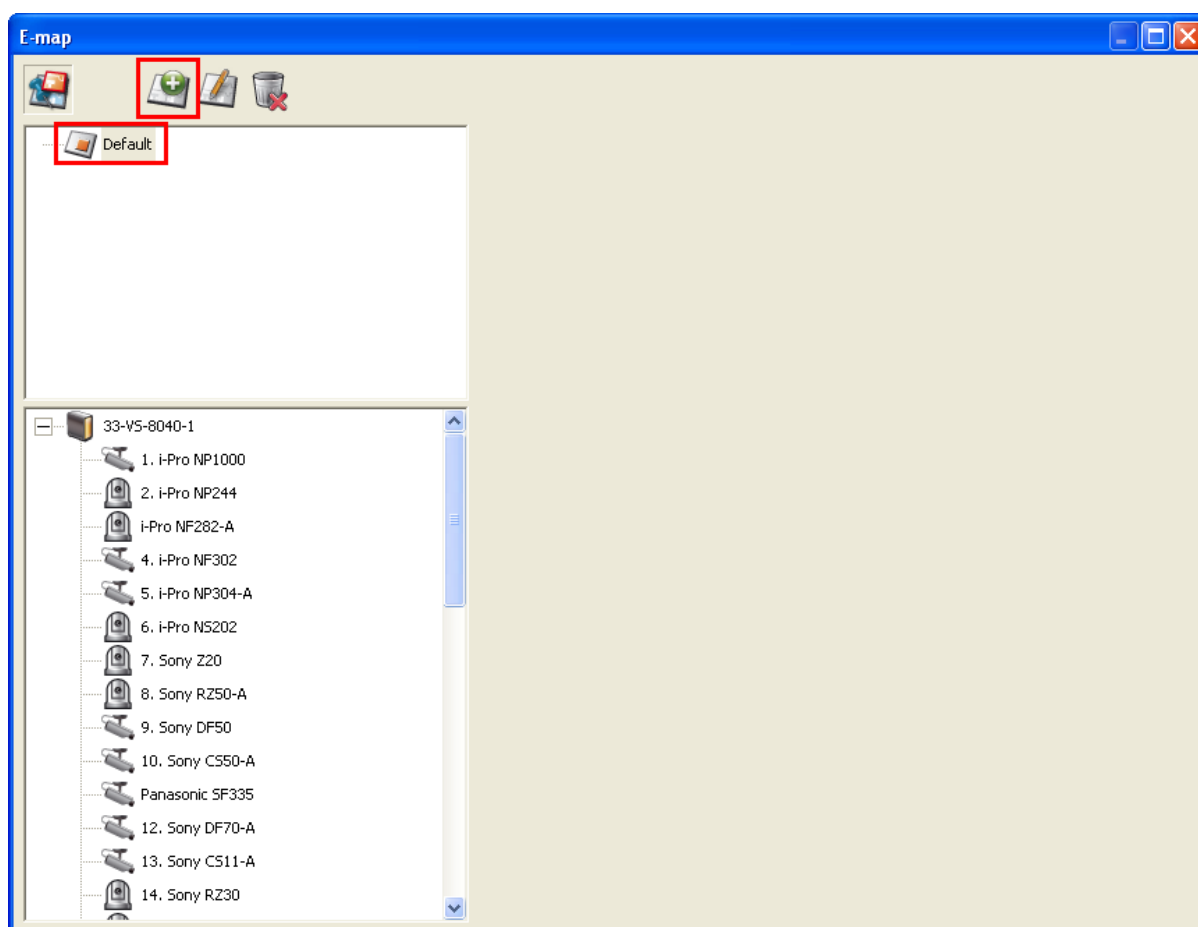 E-map
Default
33-VS-8040-1
1. i-Pro NP1000
2. i-Pro NP244
i-Pro NF282-A
4. i-Pro NF302
5. i-Pro NP304-A
6. i-Pro NS202
7. Sony Z20
8. Sony RZ50-A
9. Sony DF50
10. Sony CS50-A
Panasonic SF335
12. Sony DF70-A
13. Sony CS11-A
14. Sony RZ30